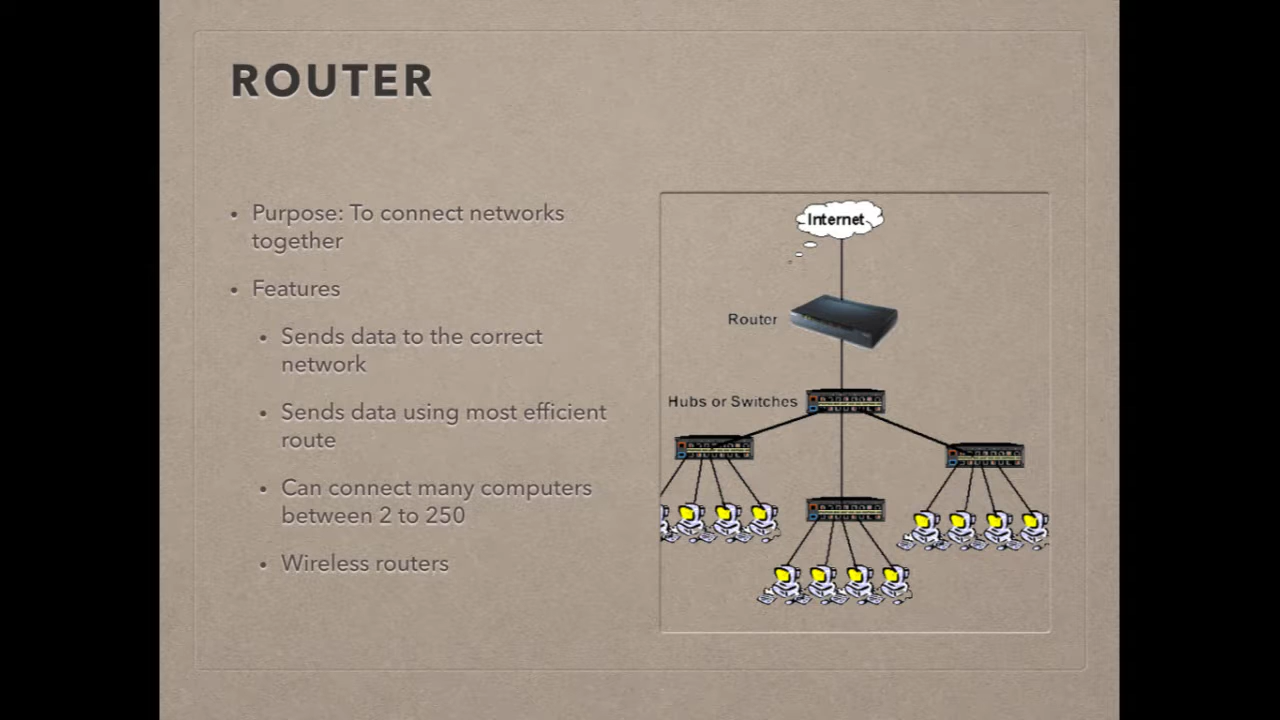 ROUTER
• Purpose: To connect networks
together
• Features
• Sends data to the correct
network
• Sends data using most efficient
route
• Can connect many computers
between 2 to 250
• Wireless routers
Internet
Router
Hubs or Switches